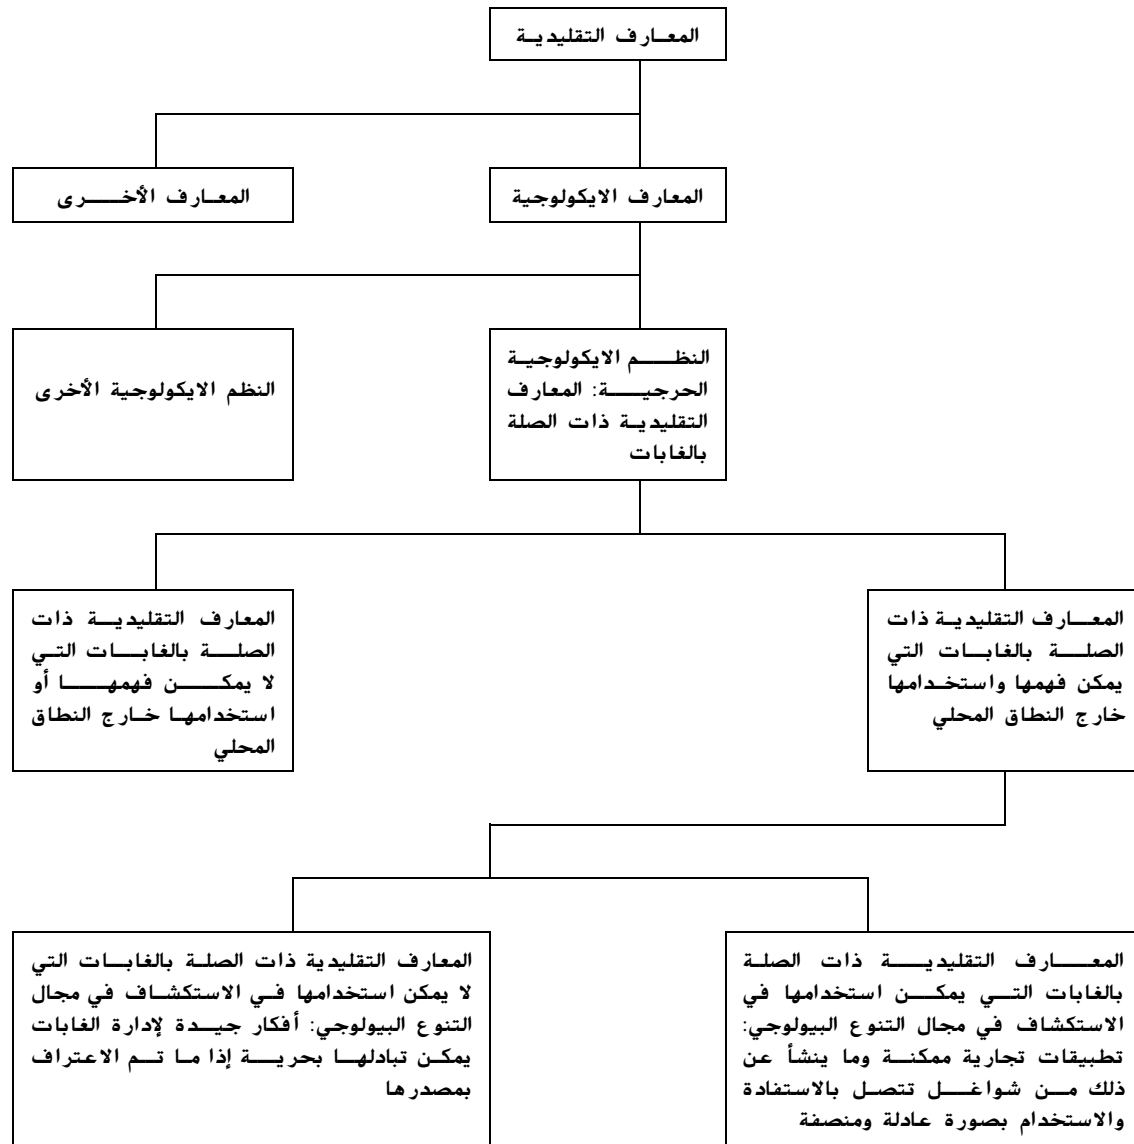 المعارف التقليدية
المعارف الايكولوجية
المعارف الأخرى
النظم الايكولوجية
الحرجية: المعارف
التقليدية ذات الصلة
بالغابات
النظم الايكولوجية الأخرى
المعارف التقليدية ذات
الصلة بالغابات التي
يمكن فهمها واستخدامها
خارج النطاق المحلي
المعارف التقليدية ذات
الصلة بالغابات التي
لا يمكن فهمها أو
استخدامها خارج النطاق
المحلي
المعارف التقليدية ذات الصلة
بالغابات التي يمكن استخدامها في
الاستكشاف في مجال التنوع البيولوجي:
تطبيقات تجارية ممكنة وما ينشأ عن
ذلك من شواغل تتصل بالاستفادة
والاستخدام بصورة عادلة ومنصفة
المعارف التقليدية ذات الصلة بالغابات التي
لا يمكن استخدامها في الاستكشاف في مجال
التنوع البيولوجي: أفكار جيدة لإدارة الغابات
يمكن تبادلها بحرية إذا ما تم الاعتراف
بمصدرها